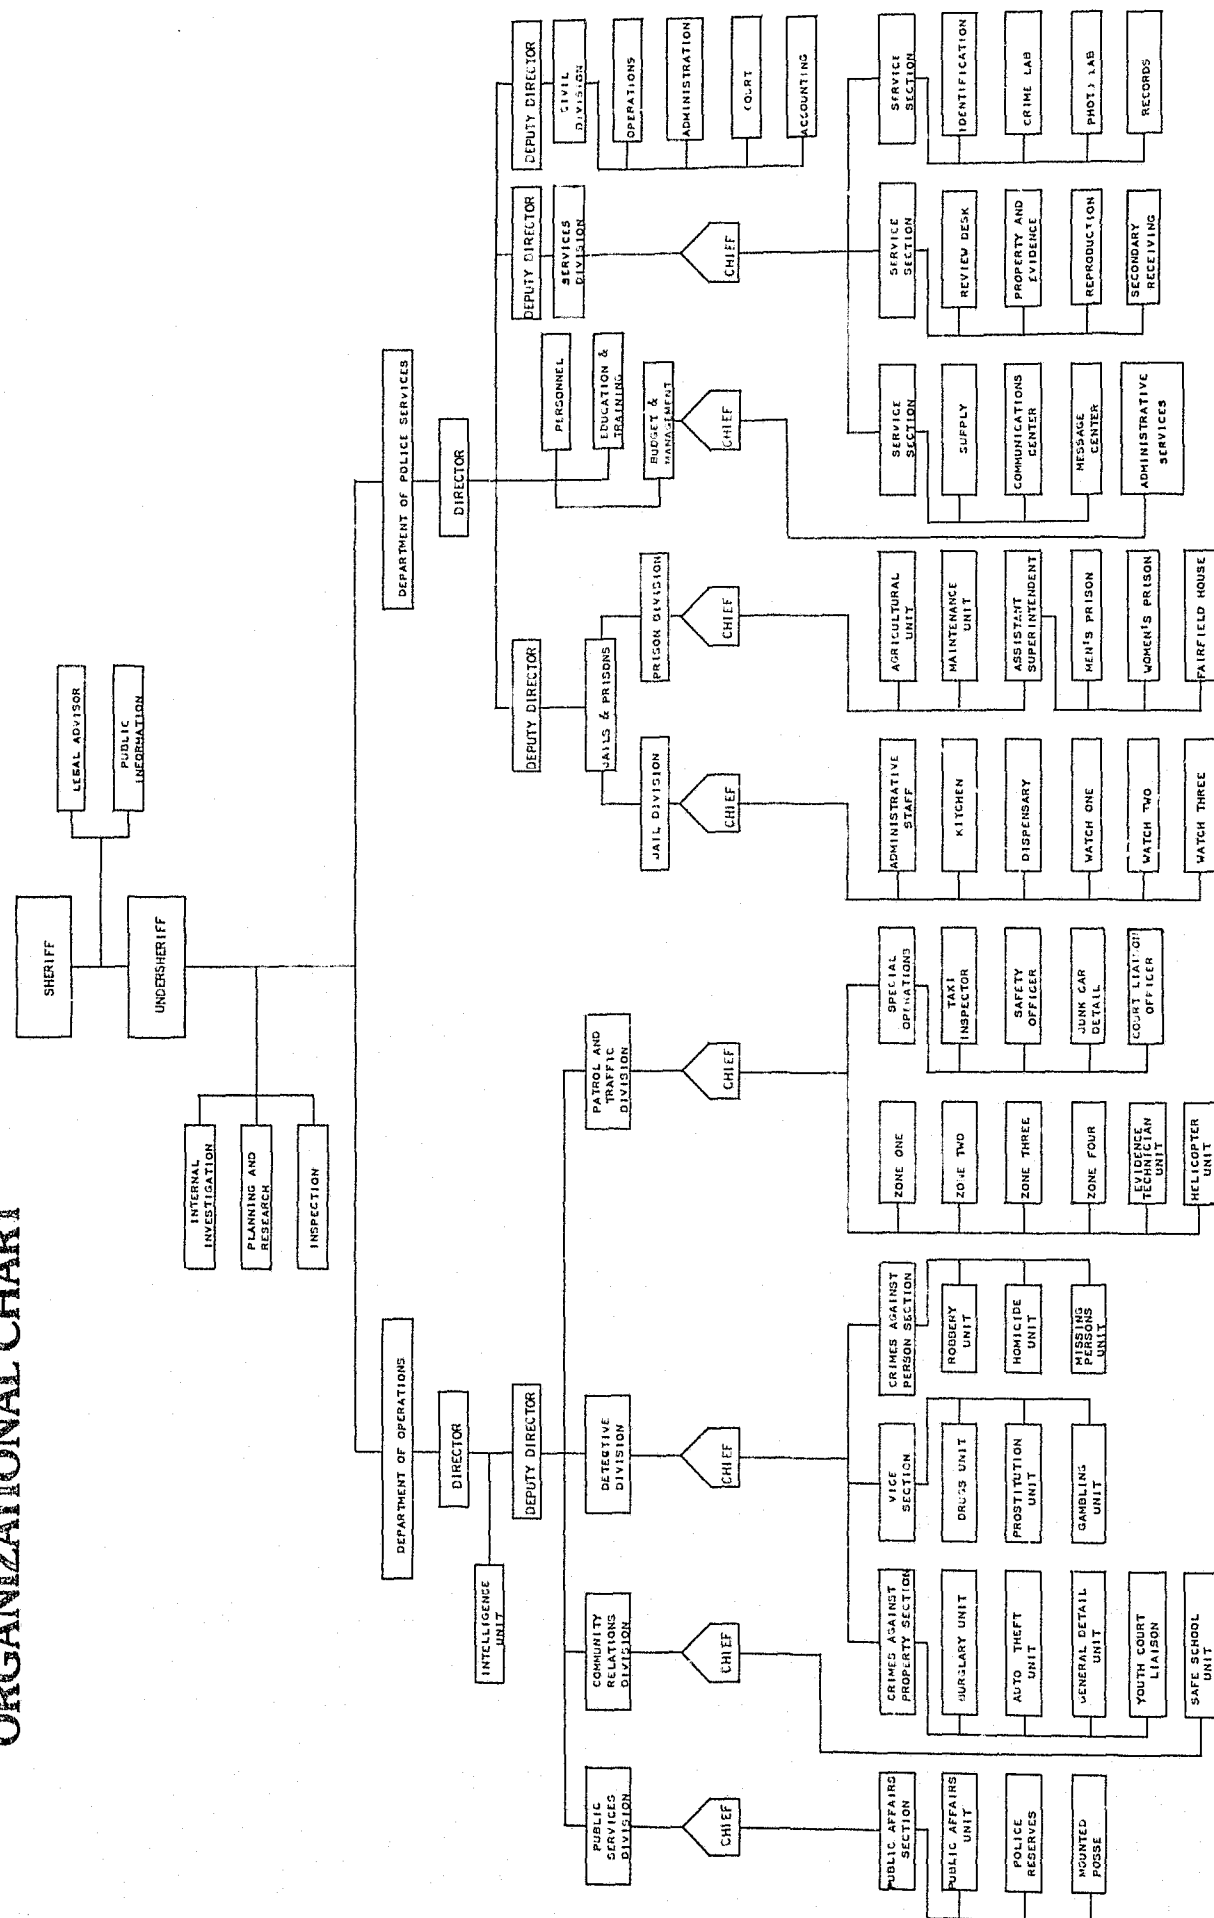 ORGANIZATIONAL CHART
SHERIFF
LEGAL ADVISOR
PUBLIC
INFORMATION
UNDERSHERIFF
INTERNAL
INVESTIGATION
PLANNING AND
RESEARCH
INSPECTION
DEPARTMENT OF OPERATIONS
DIRECTOR
INTELLIGENCE
UNIT
DEPUTY DIRECTOR
PUBLIC
SERVICES
DIVISION
CHIEF
PUBLIC AFFAIRS
SECTION
PUBLIC AFFAIRS
UNIT
POLICE
RESERVES
MOUNTED
POSSE
COMMUNITY
RELATIONS
DIVISION
CHIEF
SAFE SCHOOL
UNIT
DETECTIVE
DIVISION
CHIEF
CRIMES AGAINST
PROPERTY SECTION
BURGLARY UNIT
AUTO THEFT
UNIT
GENERAL DETAIL
UNIT
YOUTH COURT
LIAISON
VICE
SECTION
DRUGS UNIT
PROSTITUTION
UNIT
GAMBLING
UNIT
CRIMES AGAINST
PERSON SECTION
ROBBERY
UNIT
HOMICIDE
UNIT
MISSING
PERSONS
UNIT
PATROL AND
TRAFFIC
DIVISION
CHIEF
ZONE ONE
ZONE TWO
ZONE THREE
ZONE FOUR
EVIDENCE
TECHNICIAN
UNIT
HELICOPTER
UNIT
SPECIAL
OPERATIONS
TAXI
INSPECTOR
SAFETY
OFFICER
JUNK CAR
DETAIL
COURT LIAISON
OFFICER
DEPARTMENT OF POLICE SERVICES
DIRECTOR
DEPUTY DIRECTOR
JAILS & PRISONS
JAIL DIVISION
CHIEF
ADMINISTRATIVE
STAFF
KITCHEN
DISPENSARY
WATCH ONE
WATCH TWO
WATCH THREE
PRISON DIVISION
CHIEF
AGRICULTURAL
UNIT
MAINTENANCE
UNIT
ASSISTANT
SUPERINTENDENT
MEN'S PRISON
WOMEN'S PRISON
FAIRFIELD HOUSE
PERSONNEL
EDUCATION &
TRAINING
BUDGET &
MANAGEMENT
CHIEF
ADMINISTRATIVE
SERVICES
DEPUTY DIRECTOR
SERVICES
DIVISION
CHIEF
SERVICE
SECTION
SUPPLY
COMMUNICATIONS
CENTER
MESSAGE
CENTER
SERVICE
SECTION
REVIEW DESK
PROPERTY AND
EVIDENCE
REPRODUCTION
SECONDARY
RECEIVING
SERVICE
SECTION
IDENTIFICATION
CRIME LAB
PHOTO LAB
RECORDS
DEPUTY DIRECTOR
CIVIL
DIVISION
OPERATIONS
ADMINISTRATION
COURT
ACCOUNTING